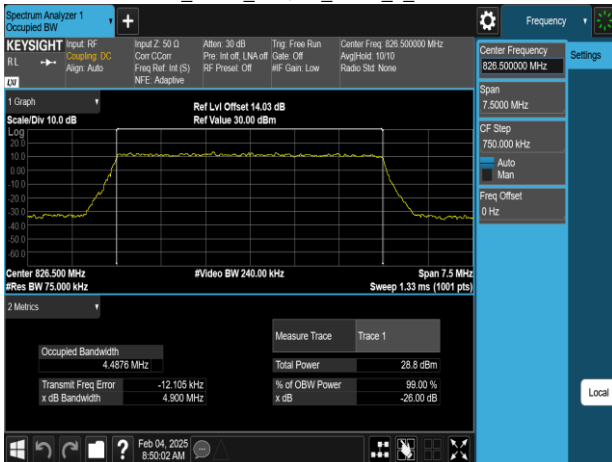 Spectrum Analyzer 1
Occupied BW
+
Frequency
KEYSIGHT
R L
LXI
Input: RF
Coupling: DC
Align: Auto
Input Z: 50 Ω
Corr CCorr
Freq Ref: Int (S)
NFE: Adaptive
Atten: 30 dB
Pre: Int off, LNA off
RF Preset: Off
Trig: Free Run
Gate: Off
#IF Gain: Low
Center Freq: 826.500000 MHz
Avg|Hold: 10/10
Radio Std: None
Center Frequency
826.500000 MHz
Settings
Span
7.5000 MHz
CF Step
750.000 kHz
Auto
Man
Freq Offset
0 Hz
Local
1 Graph
Scale/Div 10.0 dB
Ref Lvl Offset 14.03 dB
Ref Value 30.00 dBm
Log
20.0
10.0
0.00
-10.0
-20.0
-30.0
-40.0
-50.0
-60.0
Center 826.500 MHz
#Video BW 240.00 kHz
Span 7.5 MHz
#Res BW 75.000 kHz
Sweep 1.33 ms (1001 pts)
2 Metrics
Measure Trace Trace 1
Occupied Bandwidth
4.4876 MHz
Total Power 28.8 dBm
Transmit Freq Error -12.105 kHz
% of OBW Power 99.00 %
x dB Bandwidth 4.900 MHz
x dB -26.00 dB
?
Feb 04, 2025
8:50:02 AM